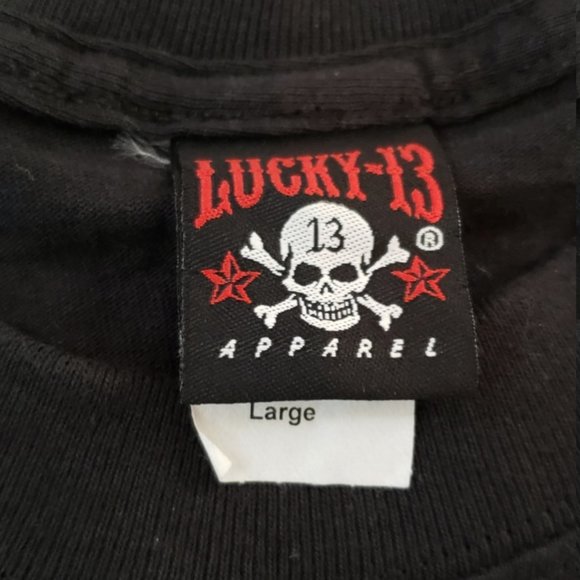 LUCKY-13
13
®
APPAREL
Large